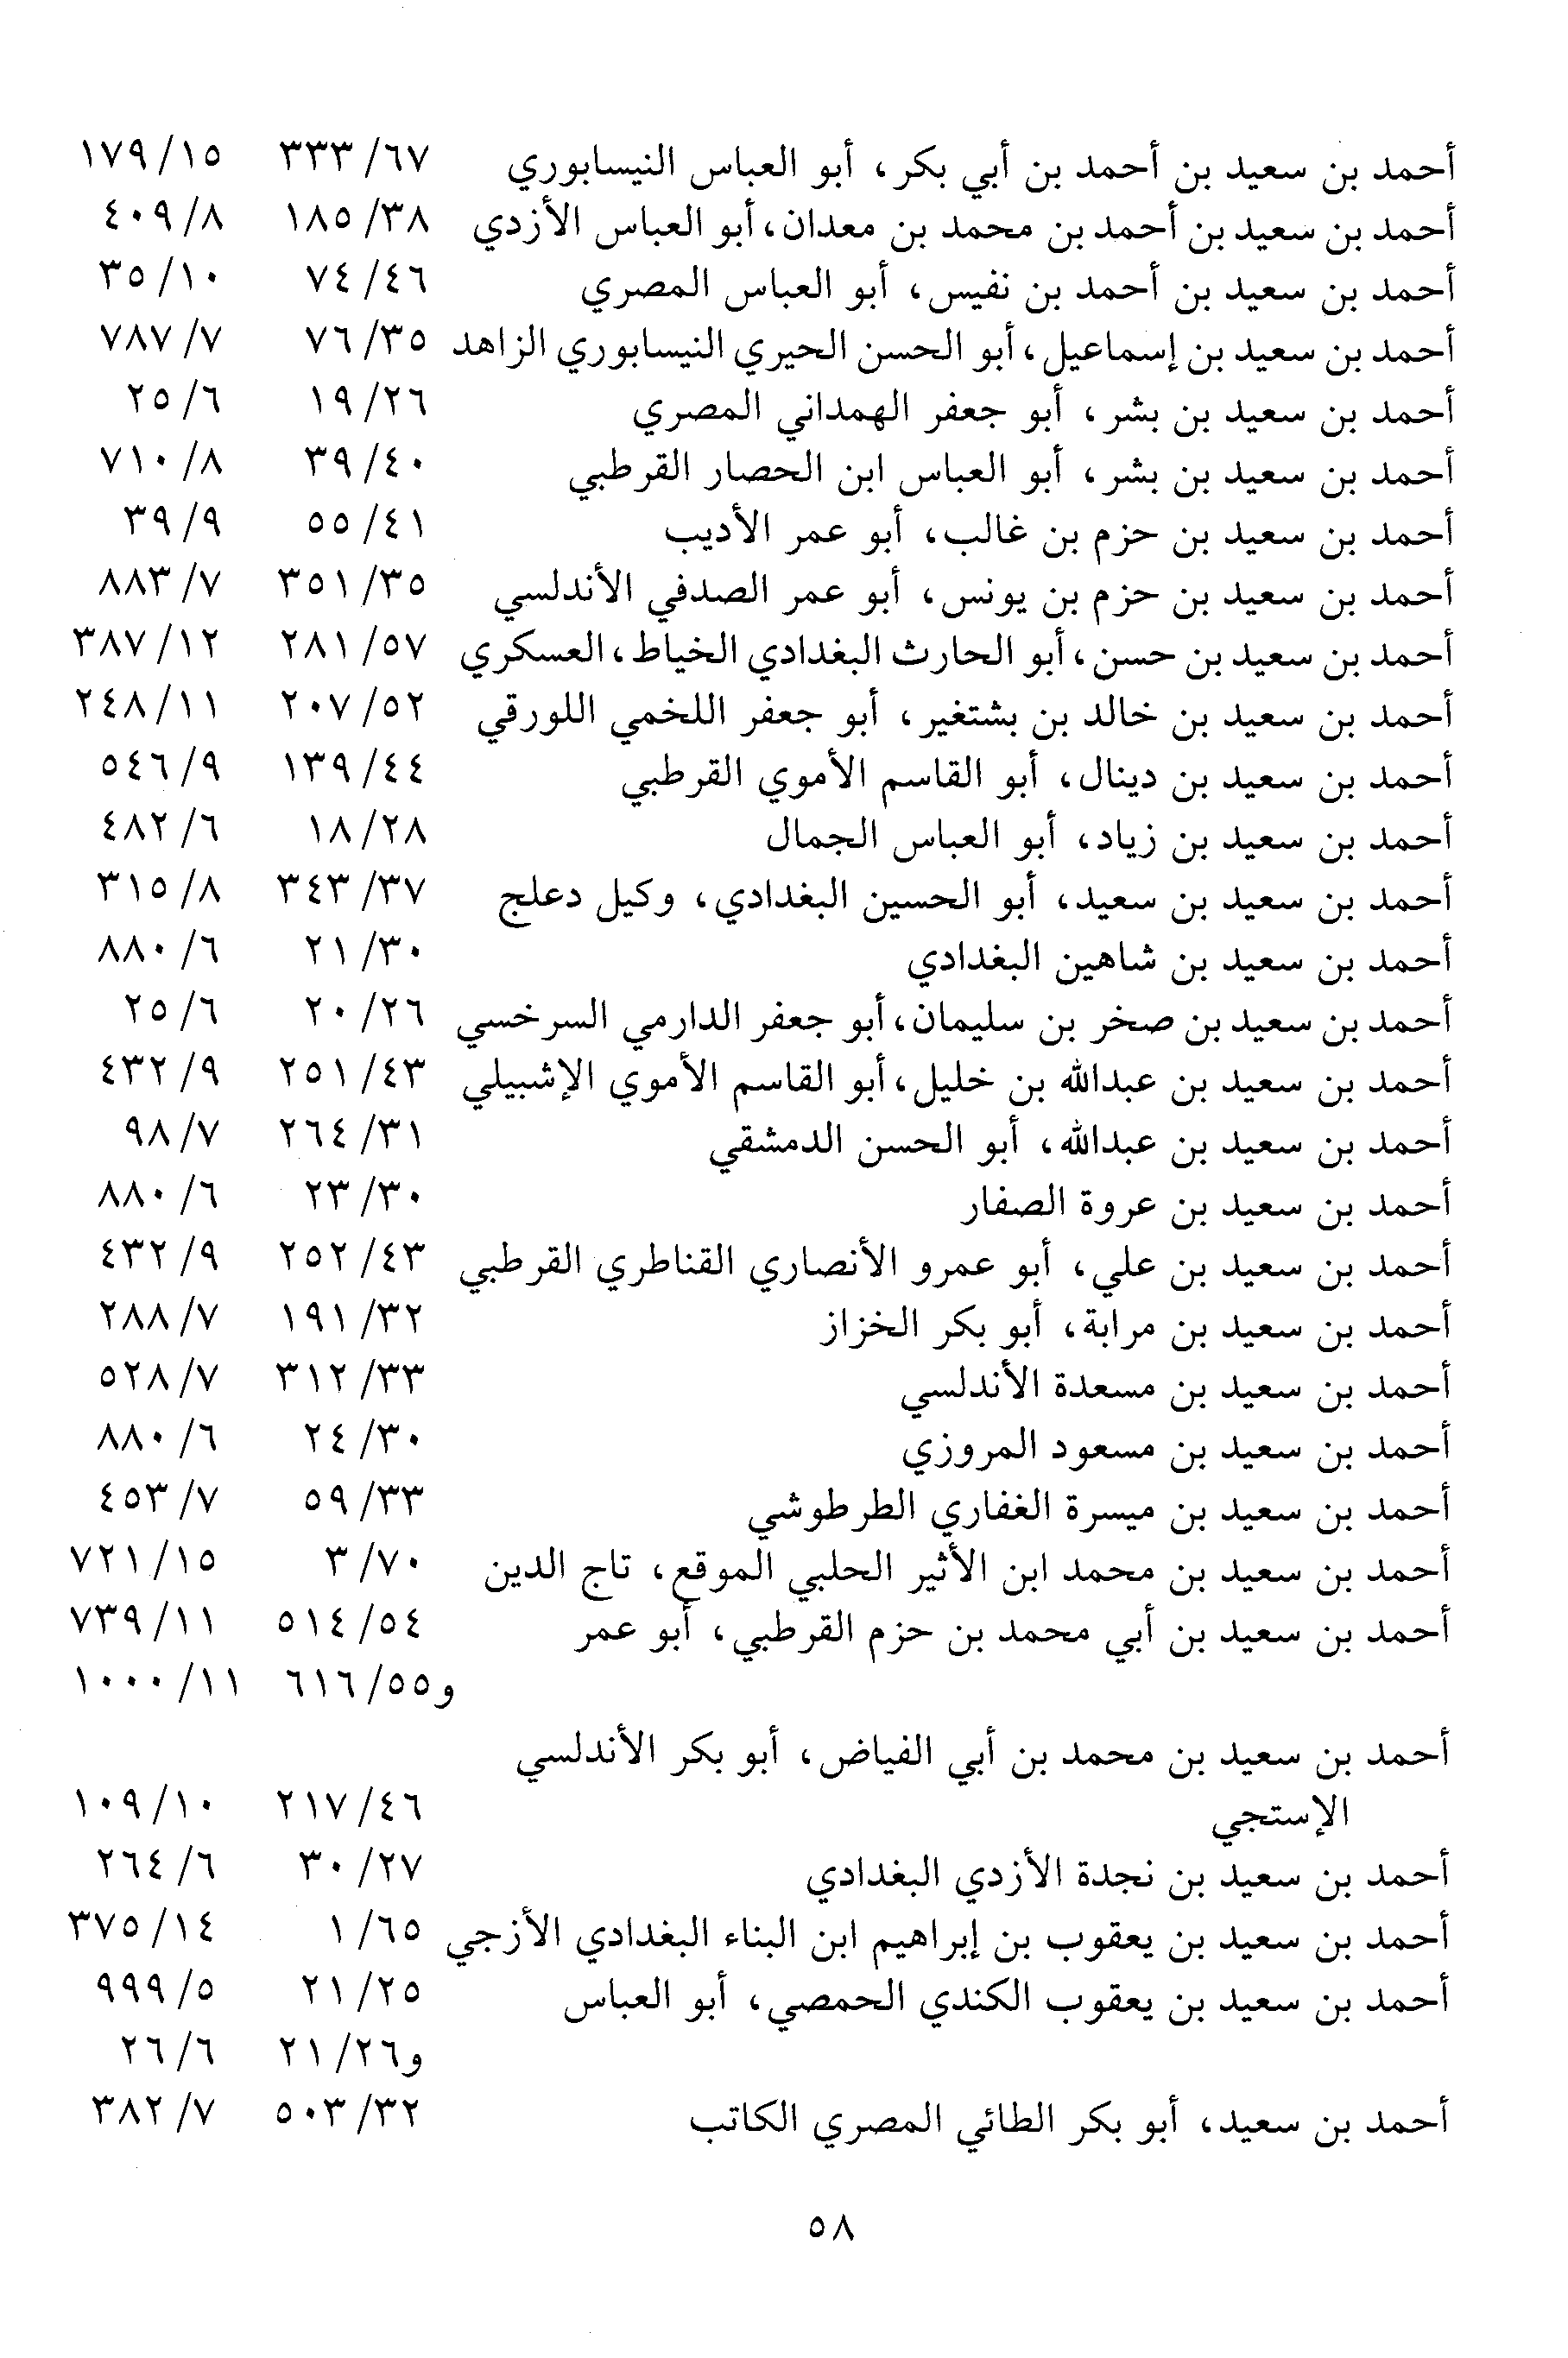 أحمد بن سعيد بن أحمد بن أبي بكر، أبو العباس النيسابوري ٦٧/ ٣٣٣ ١٥/ ١٧٩
أحمد بن سعيد بن أحمد بن محمد بن معدان، أبو العباس الأزدي ٣٨/ ١٨٥ ٨/ ٤٠٩
أحمد بن سعيد بن أحمد بن نفيس، أبو العباس المصري ٤٦/ ٧٤ ١٠/ ٣٥
أحمد بن سعيد بن إسماعيل، أبو الحسن الحيري النيسابوري الزاهد ٣٥/ ٧٦ ٧/ ٧٨٧
أحمد بن سعيد بن بشر، أبو جعفر الهمداني المصري ٢٦/ ١٩ ٦/ ٢٥
أحمد بن سعيد بن بشر، أبو العباس ابن الحصار القرطبي ٤٠/ ٣٩ ٨/ ٧١٠
أحمد بن سعيد بن حزم بن غالب، أبو عمر الأديب ٤١/ ٥٥ ٩/ ٣٩
أحمد بن سعيد بن حزم بن يونس، أبو عمر الصدفي الأندلسي ٣٥/ ٣٥١ ٧/ ٨٨٣
أحمد بن سعيد بن حسن، أبو الحارث البغدادي الخياط، العسكري ٥٧/ ٢٨١ ١٢/ ٣٨٧
أحمد بن سعيد بن خالد بن بشتغير، أبو جعفر اللخمي اللورقي ٥٢/ ٢٠٧ ١١/ ٢٤٨
أحمد بن سعيد بن دينال، أبو القاسم الأموي القرطبي ٤٤/ ١٣٩ ٩/ ٥٤٦
أحمد بن سعيد بن زياد، أبو العباس الجمال ٢٨/ ١٨ ٦/ ٤٨٢
أحمد بن سعيد بن سعيد، أبو الحسين البغدادي، وكيل دعلج ٣٧/ ٣٤٣ ٨/ ٣١٥
أحمد بن سعيد بن شاهين البغدادي ٣٠/ ٢١ ٦/ ٨٨٠
أحمد بن سعيد بن صخر بن سليمان، أبو جعفر الدارمي السرخسي ٢٦/ ٢٠ ٦/ ٢٥
أحمد بن سعيد بن عبدالله بن خليل، أبو القاسم الأموي الإشبيلي ٤٣/ ٢٥١ ٩/ ٤٣٢
أحمد بن سعيد بن عبدالله، أبو الحسن الدمشقي ٣١/ ٢٦٤ ٧/ ٩٨
أحمد بن سعيد بن عروة الصفار ٣٠/ ٢٣ ٦/ ٨٨٠
أحمد بن سعيد بن علي، أبو عمرو الأنصاري القناطري القرطبي ٤٣/ ٢٥٢ ٩/ ٤٣٢
أحمد بن سعيد بن مرابة، أبو بكر الخزاز ٣٢/ ١٩١ ٧/ ٢٨٨
أحمد بن سعيد بن مسعدة الأندلسي ٣٣/ ٣١٢ ٧/ ٥٢٨
أحمد بن سعيد بن مسعود المروزي ٣٠/ ٢٤ ٦/ ٨٨٠
أحمد بن سعيد بن ميسرة الغفاري الطرطوشي ٣٣/ ٥٩ ٧/ ٤٥٣
أحمد بن سعيد بن محمد ابن الأثير الحلبي الموقع، تاج الدين ٧٠/ ٣ ١٥/ ٧٢١
أحمد بن سعيد بن أبي محمد بن حزم القرطبي، أبو عمر ٥٤/ ٥١٤ ١١/ ٧٣٩
و٥٥/ ٦١٦ ١١/ ١٠٠٠
أحمد بن سعيد بن محمد بن أبي الفياض، أبو بكر الأندلسي
الإستجي ٤٦/ ٢١٧ ١٠/ ١٠٩
أحمد بن سعيد بن نجدة الأزدي البغدادي ٢٧/ ٣٠ ٦/ ٢٦٤
أحمد بن سعيد بن يعقوب بن إبراهيم ابن البناء البغدادي الأزجي ٦٥/ ١ ١٤/ ٣٧٥
أحمد بن سعيد بن يعقوب الكندي الحمصي، أبو العباس ٢٥/ ٢١ ٥/ ٩٩٩
و٢٦/ ٢١ ٦/ ٢٦
أحمد بن سعيد، أبو بكر الطائي المصري الكاتب ٣٢/ ٥٠٣ ٧/ ٣٨٢
٥٨